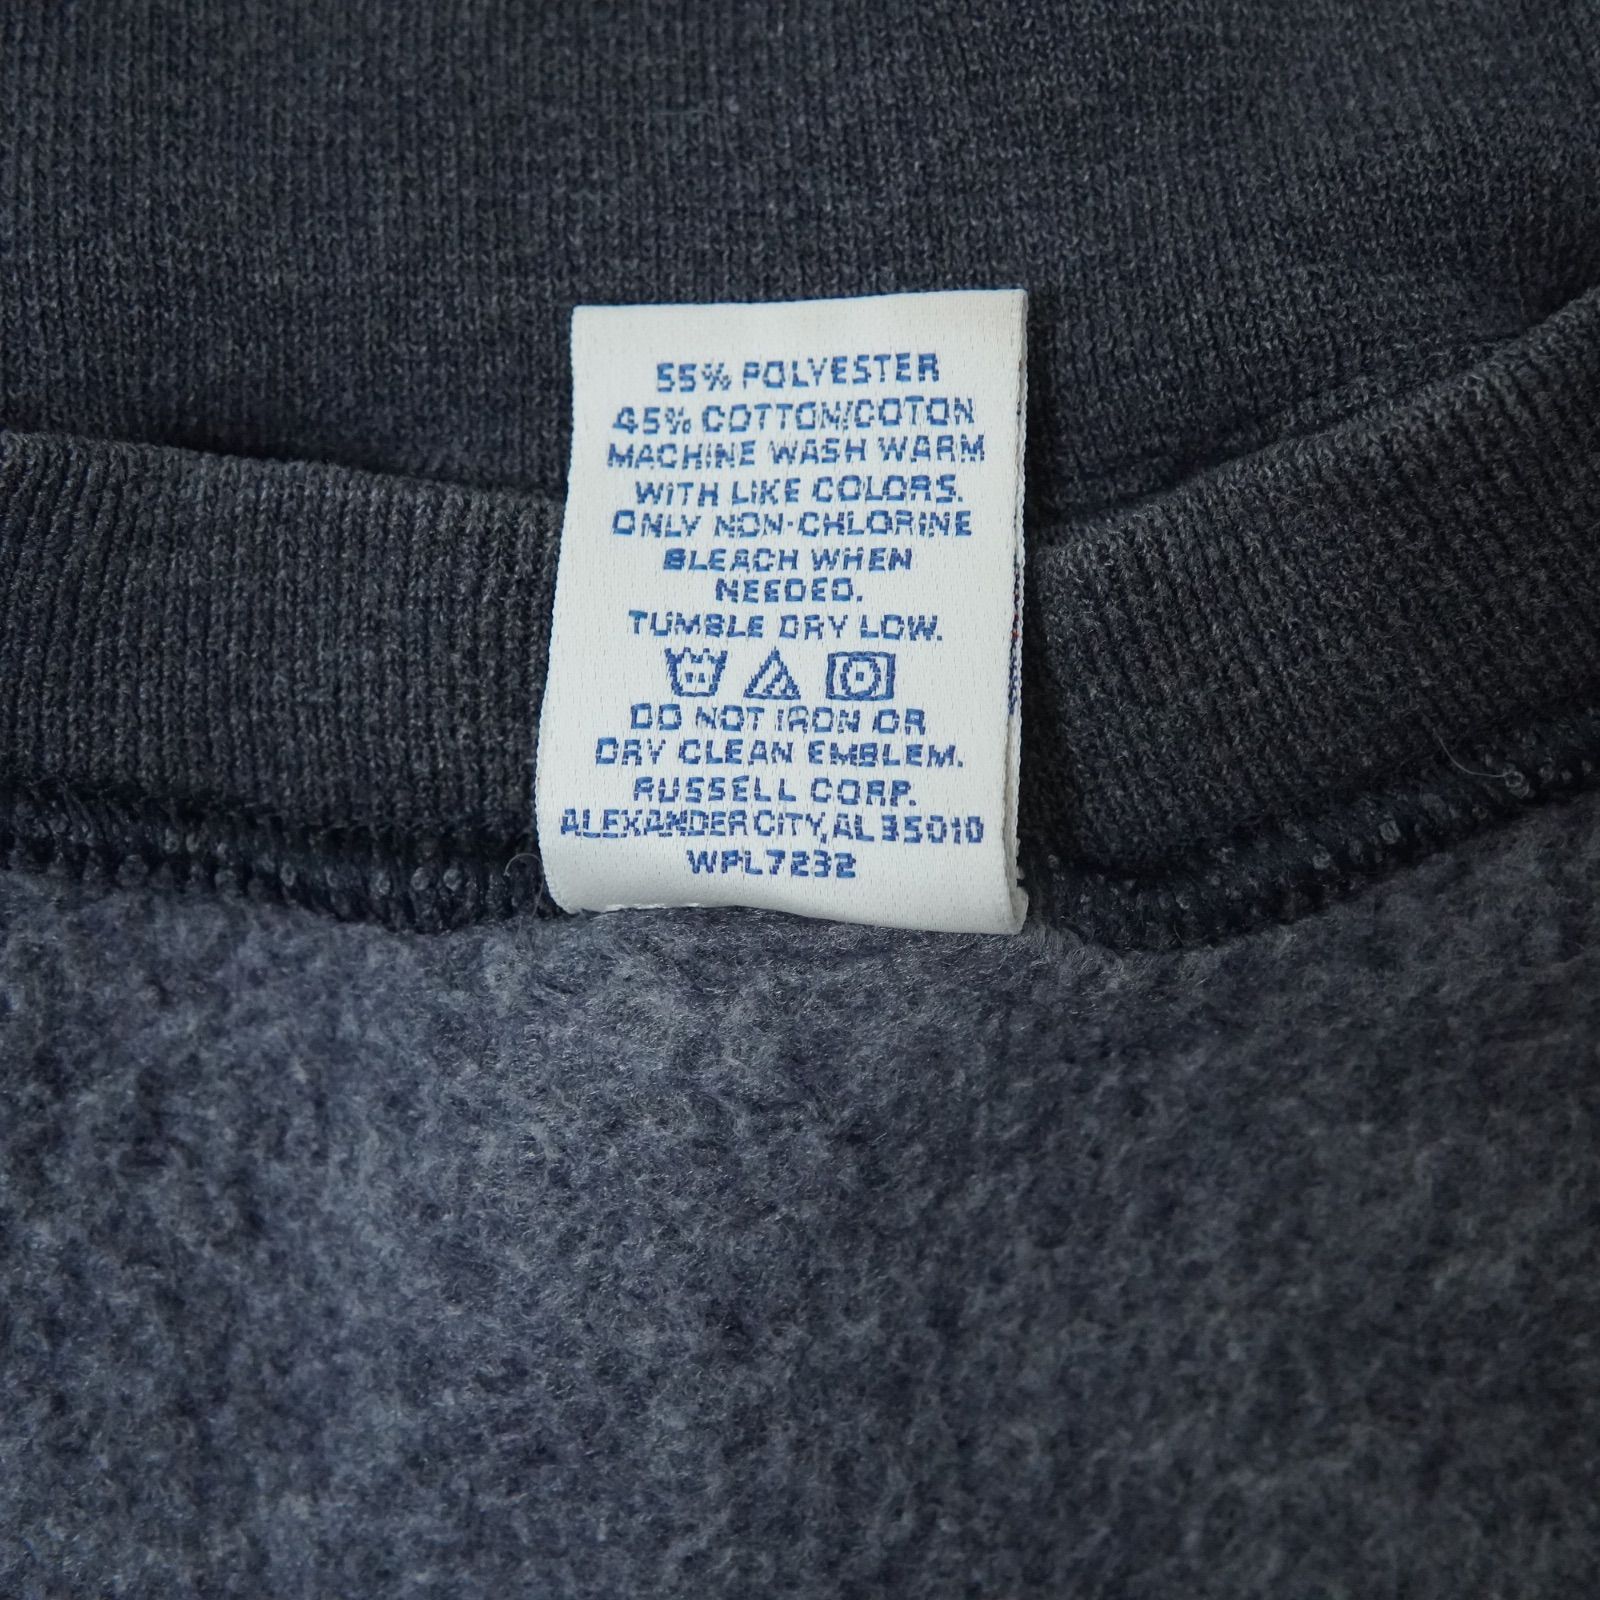 55% POLYESTER
45% COTTON/COTON
MACHINE WASH WARM
WITH LIKE COLORS.
ONLY NON-CHLORINE
BLEACH WHEN
NEEDED.
TUMBLE DRY LOW.
DO NOT IRON OR
DRY CLEAN EMBLEM.
RUSSELL CORP.
ALEXANDER CITY, AL 35010
WPL7232